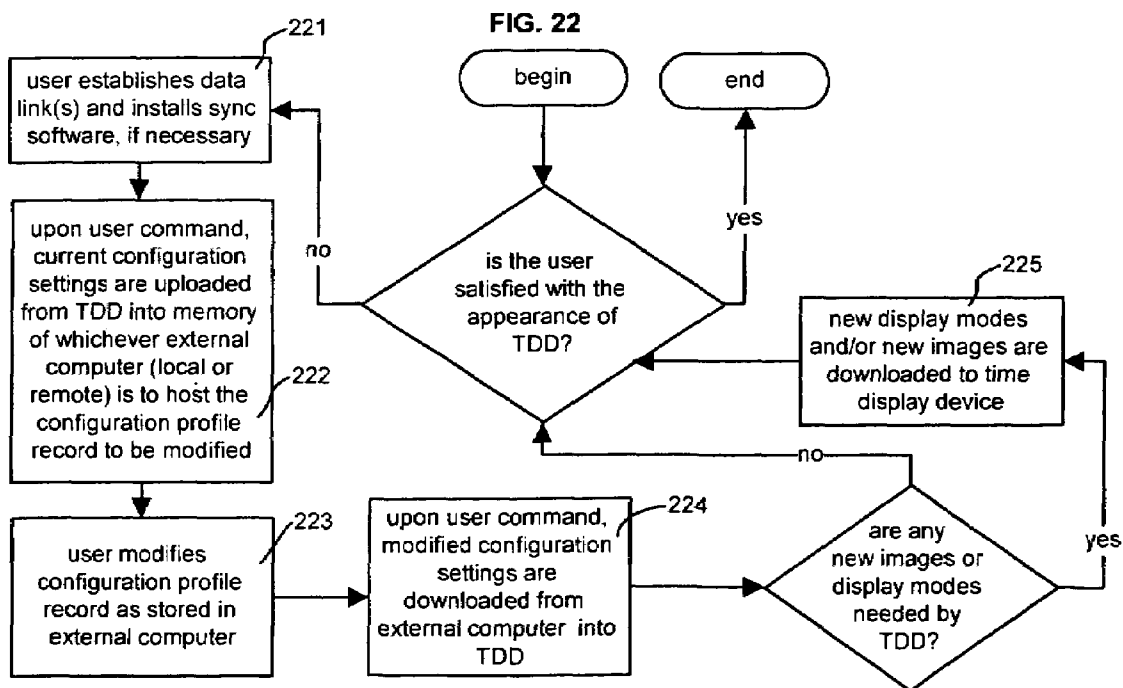 FIG. 22
221
user establishes data
link(s) and installs sync
software, if necessary
begin
end
no
yes
is the user
satisfied with the
appearance of
TDD?
upon user command,
current configuration
settings are uploaded
from TDD into memory
of whichever external
computer (local or
remote) is to host the
configuration profile
record to be modified
222
225
new display modes
and/or new images are
downloaded to time
display device
no
yes
223
user modifies
configuration profile
record as stored in
external computer
224
upon user command,
modified configuration
settings are
downloaded from
external computer into
TDD
are any
new images or
display modes
needed by
TDD?